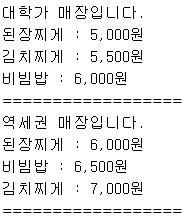 대학가 매장입니다.
된장찌게 : 5,000원
김치찌게 : 5,500원
비빔밥 : 6,000원
==================
역세권 매장입니다.
된장찌게 : 6,000원
비빔밥 : 6,500원
김치찌게 : 7,000원
==================